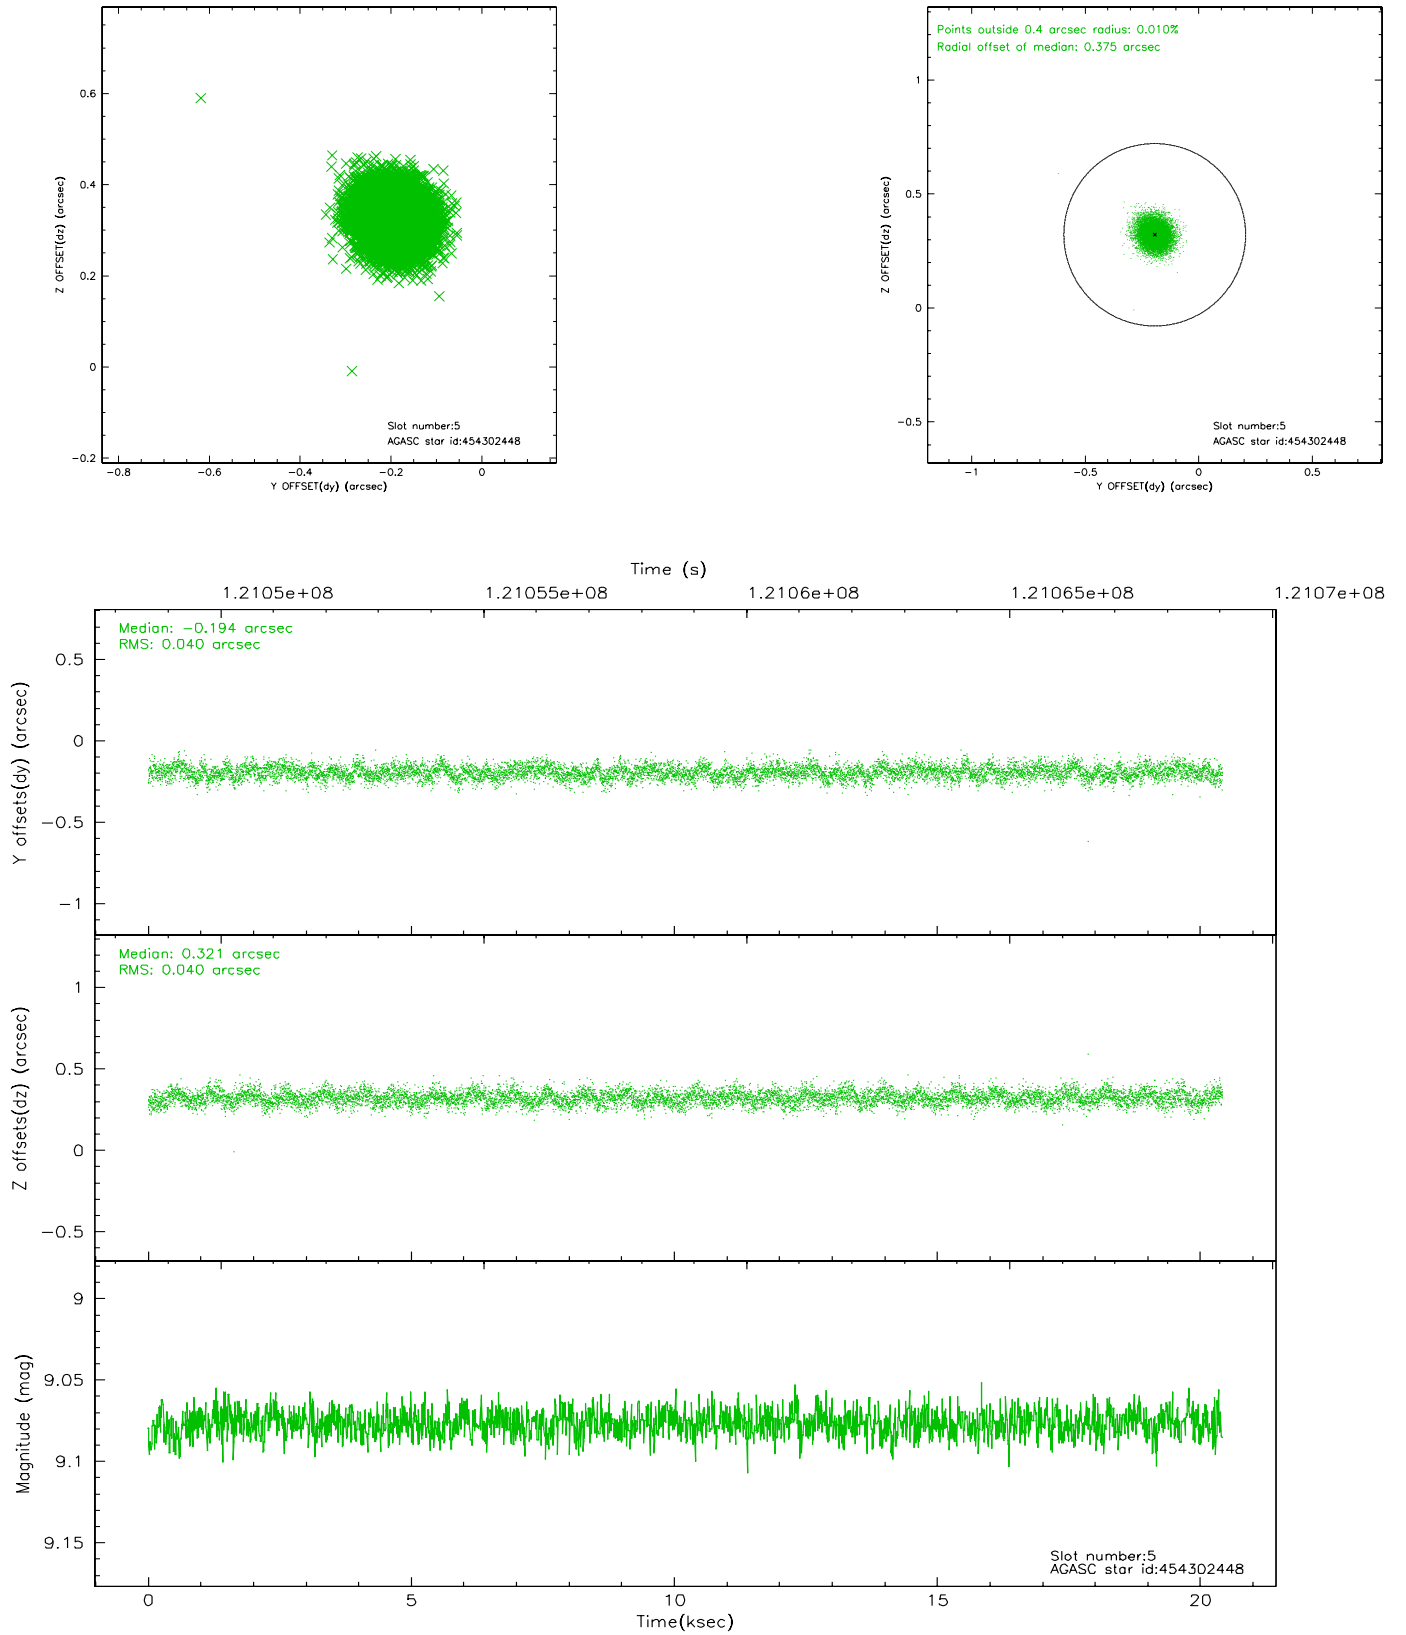 0.6
0.4
0.2
0
-0.2
Z OFFSET(dz) (arcsec)
Slot number:5
AGASC star id:454302448
-0.8 -0.6 -0.4 -0.2 0
Y OFFSET(dy) (arcsec)
Points outside 0.4 arcsec radius: 0.010%
Radial offset of median: 0.375 arcsec
1
0.5
0
-0.5
Z OFFSET(dz) (arcsec)
Slot number:5
AGASC star id:454302448
-1 -0.5 0 0.5
Y OFFSET(dy) (arcsec)
Time (s)
1.2105e+08 1.21055e+08 1.2106e+08 1.21065e+08 1.2107e+08
Median: -0.194 arcsec
RMS: 0.040 arcsec
0.5
0
-0.5
-1
Y offsets(dy) (arcsec)
Median: 0.321 arcsec
RMS: 0.040 arcsec
1
0.5
0
-0.5
Z offsets(dz) (arcsec)
9
9.05
9.1
9.15
Magnitude (mag)
Slot number:5
AGASC star id:454302448
0 5 10 15 20
Time(ksec)